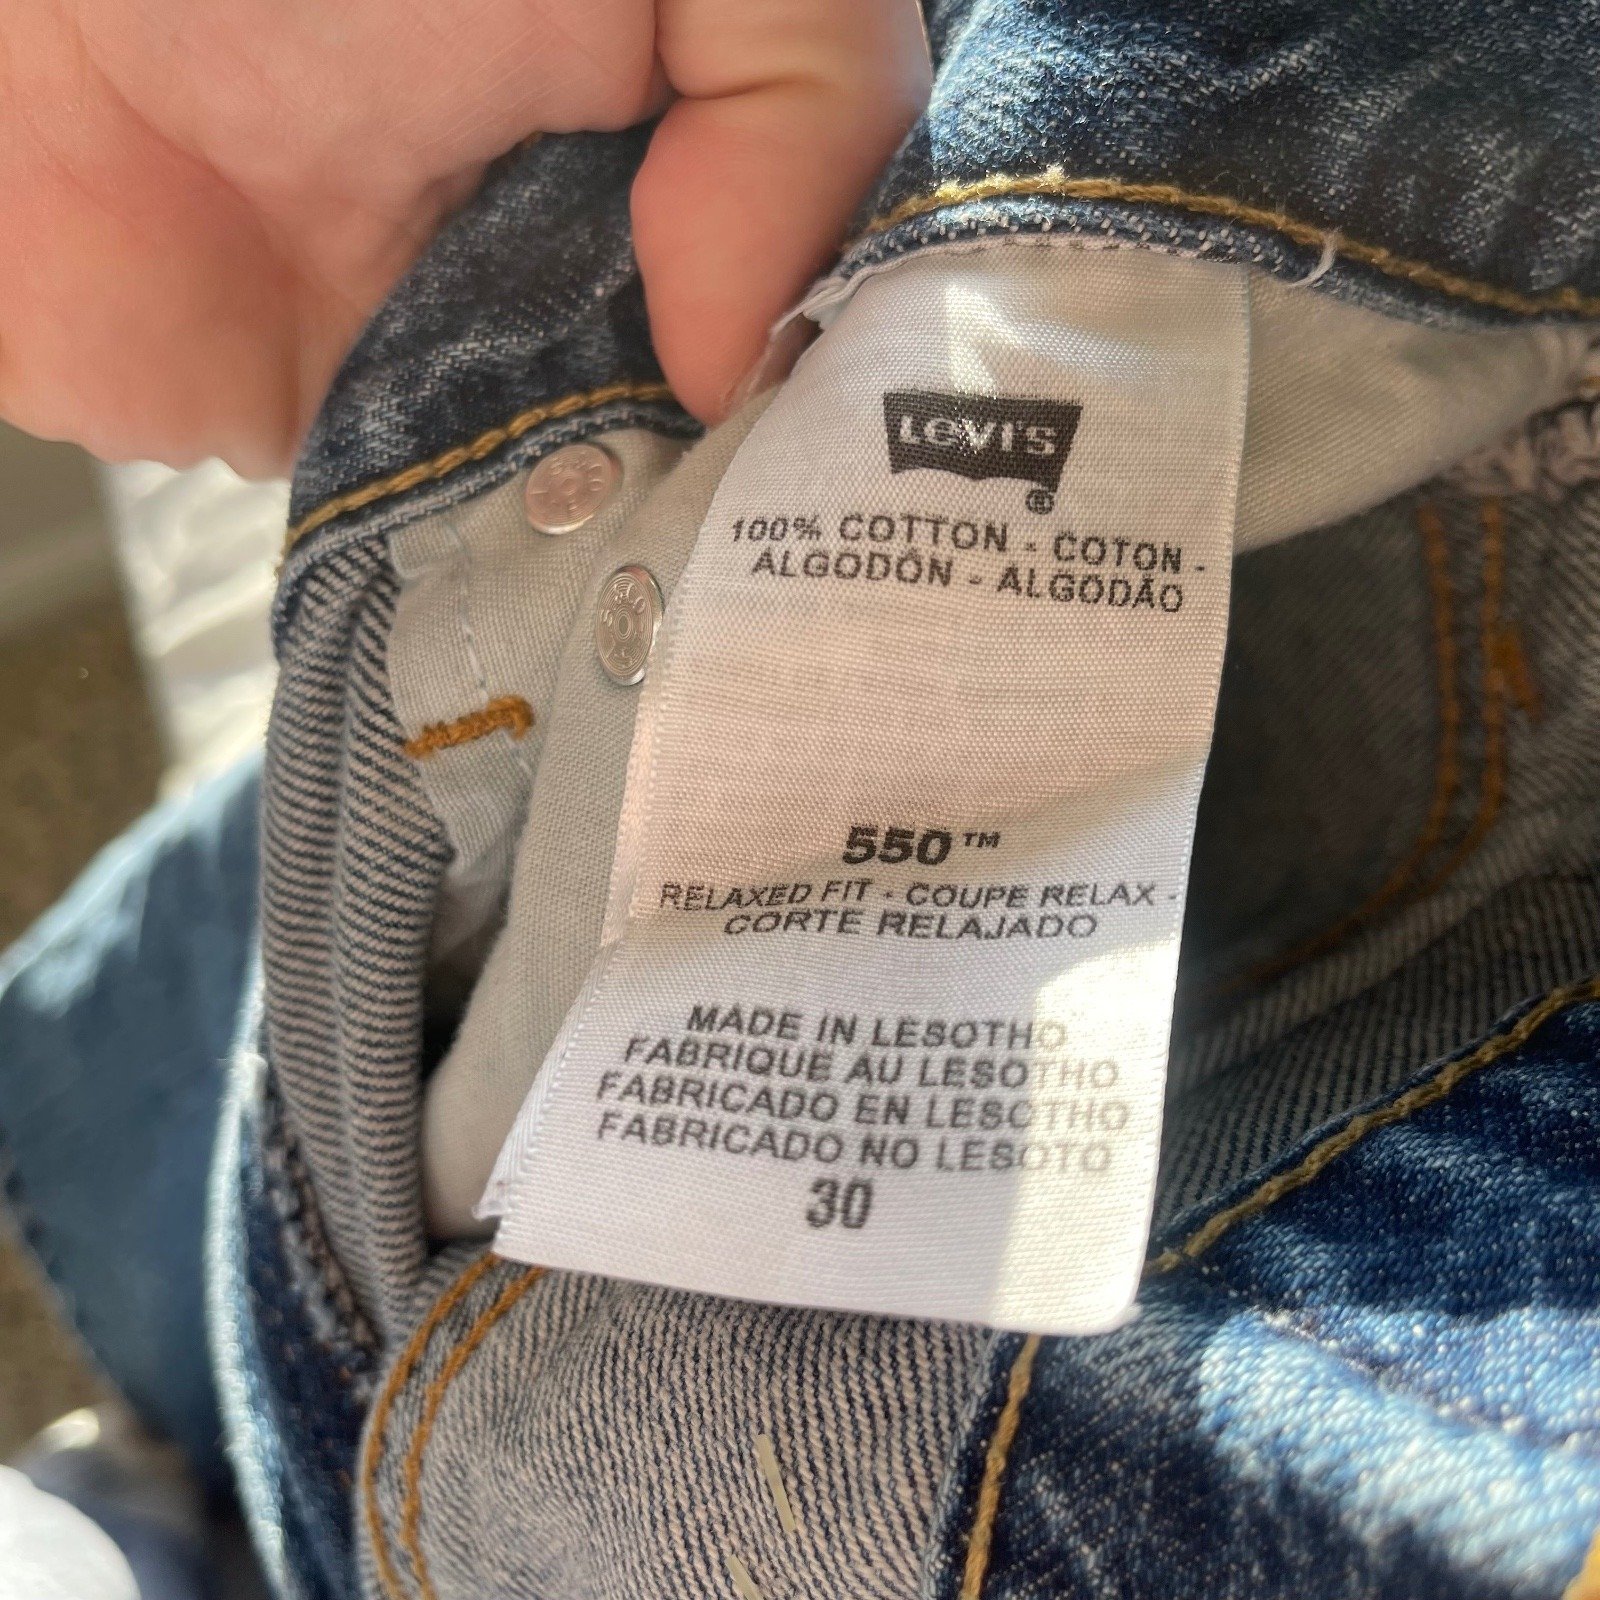 Levi's
®
100% COTTON - COTON -
ALGODÓN - ALGODÃO
550™
RELAXED FIT - COUPE RELAX -
CORTE RELAJADO
MADE IN LESOTHO
FABRIQUE AU LESOTHO
FABRICADO EN LESOTHO
FABRICADO NO LESOTO
30